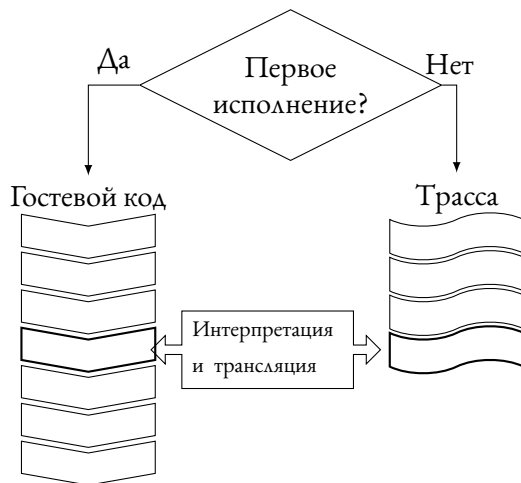 Да
Первое
исполнение?
Нет
Гостевой код
Трасса
Интерпретация
и трансляция